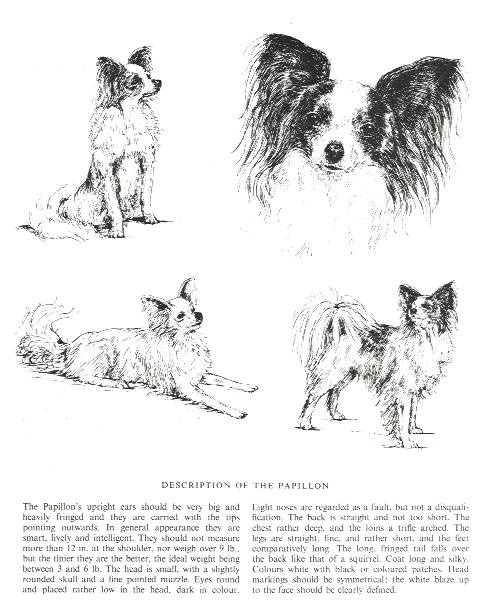 DESCRIPTION OF THE PAPILLON
The Papillon's upright ears should be very big and
heavily fringed and they are carried with the tips
pointing outwards. In general appearance they are
smart, lively and intelligent. They should not measure
more than 12 in. at the shoulder, nor weigh over 9 lb.,
but the tinier they are the better, the ideal weight being
between 3 and 6 lb. The head is small, with a slightly
rounded skull and a fine pointed muzzle. Eyes round
and placed rather low in the head, dark in colour.
Light noses are regarded as a fault, but not a disquali-
fication. The back is straight and not too short. The
chest rather deep, and the loins a trifle arched. The
legs are straight, fine, and rather short, and the feet
comparatively long. The long, fringed tail falls over
the back like that of a squirrel. Coat long and silky.
Colours white with black or coloured patches. Head
markings should be symmetrical; the white blaze up
to the face should be clearly defined.